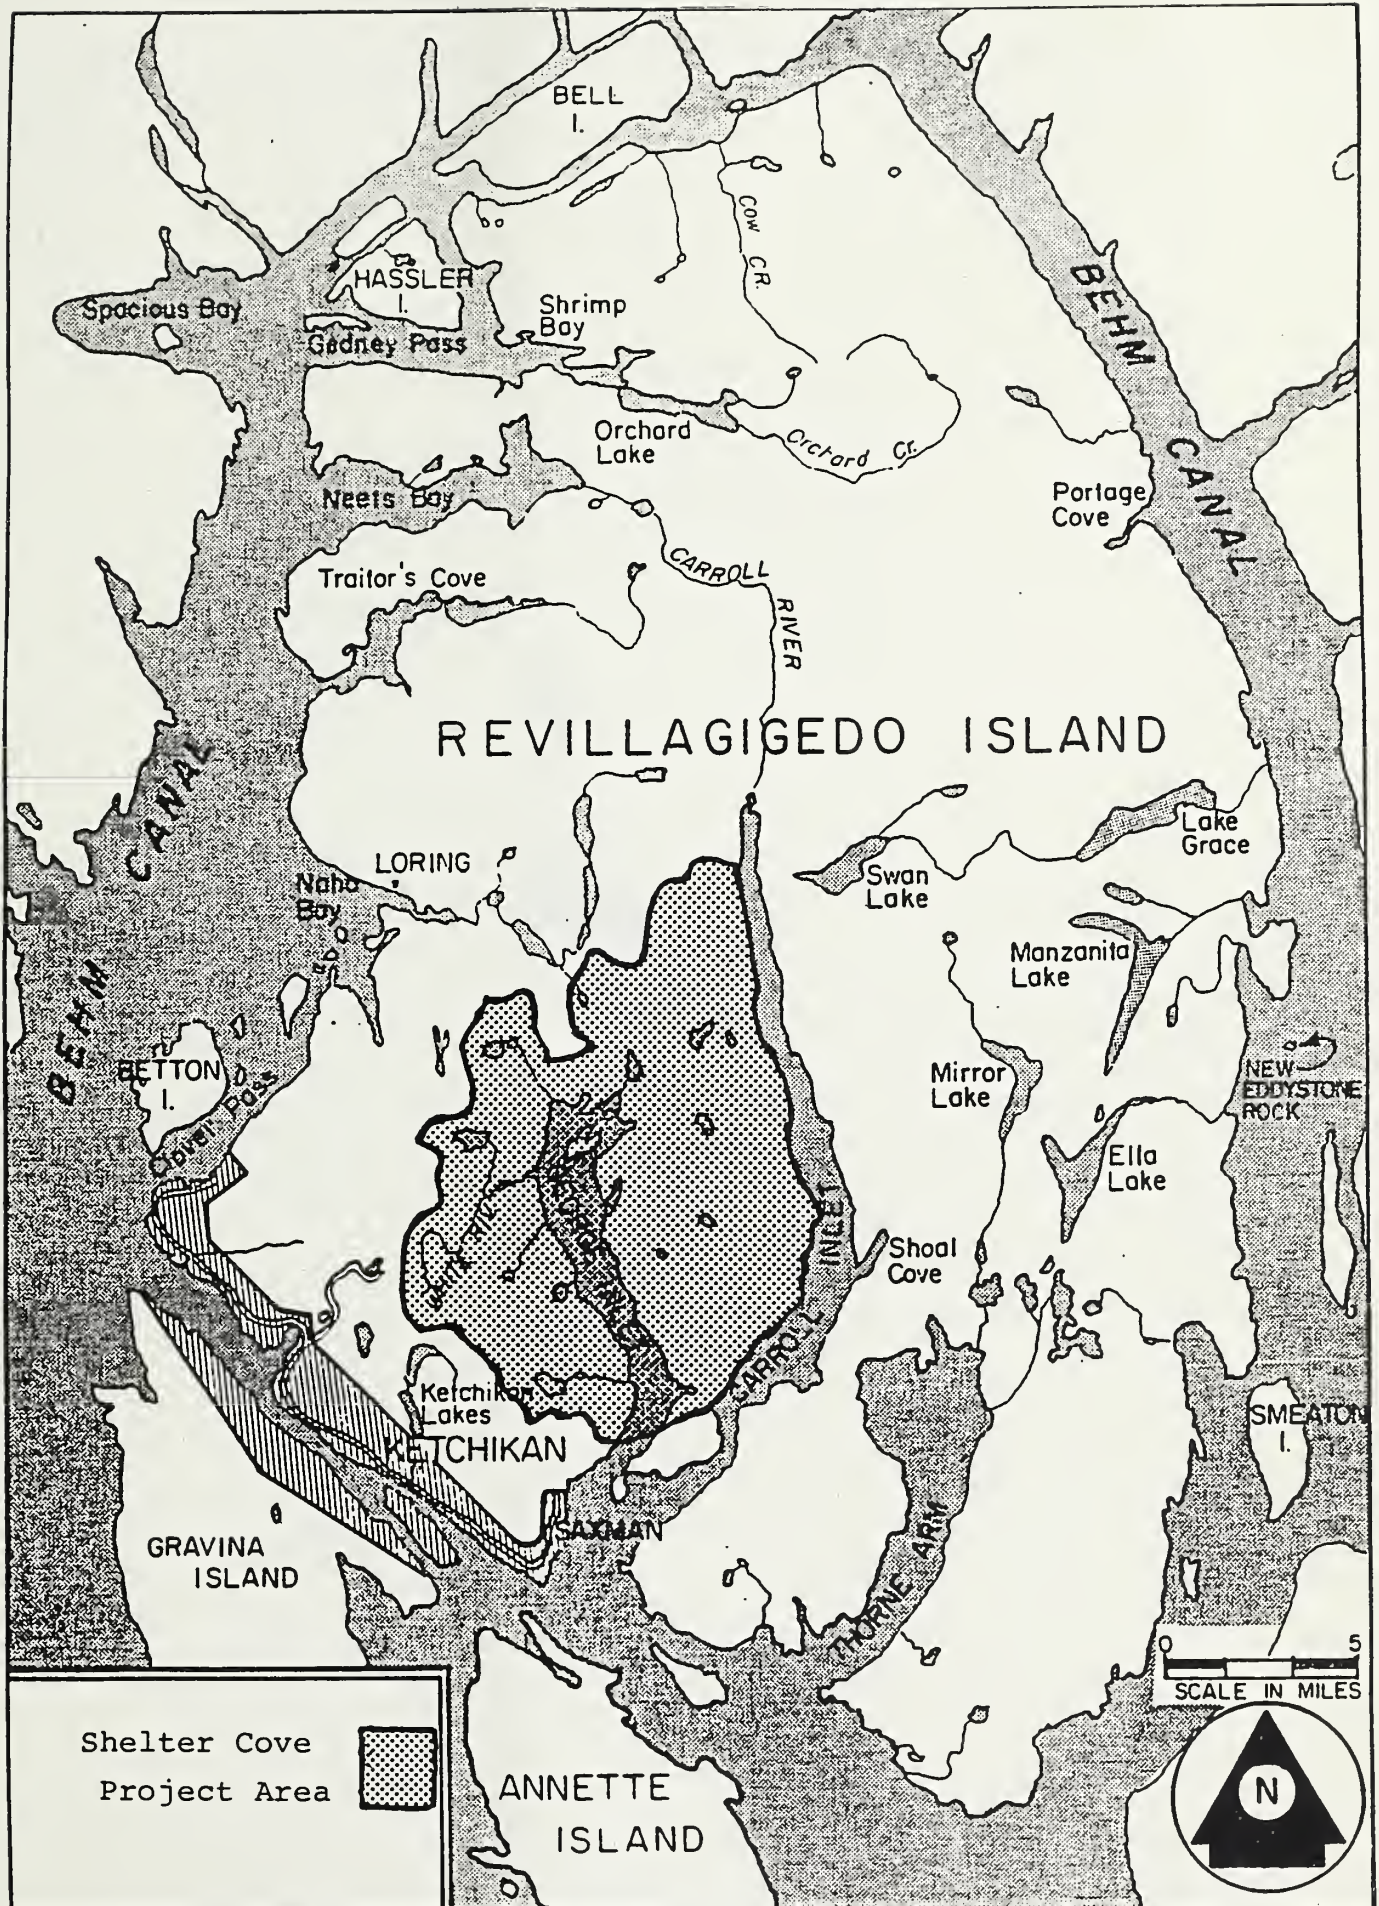 BELL
I.
COW CR.
HASSLER
I.
Spacious Bay
Gedney Pass
Shrimp
Bay
BEHM CANAL
Orchard
Lake
Orchard Cr.
Neets Bay
Portage
Cove
Traitor's Cove
CARROLL RIVER
REVILLAGIGEDO ISLAND
BEHM CANAL
Lake
Grace
LORING
Swan
Lake
Naha
Bay
Manzanita
Lake
BETTON
I.
Pass
Mirror
Lake
NEW
EDDYSTONE
ROCK
Ella
Lake
CARROLL INLET
Shoal
Cove
Ketchikan
Lakes
KETCHIKAN
SMEATON
I.
SAXMAN
GRAVINA
ISLAND
THORNE ARM
0 5
SCALE IN MILES
Shelter Cove
Project Area
ANNETTE
ISLAND
N